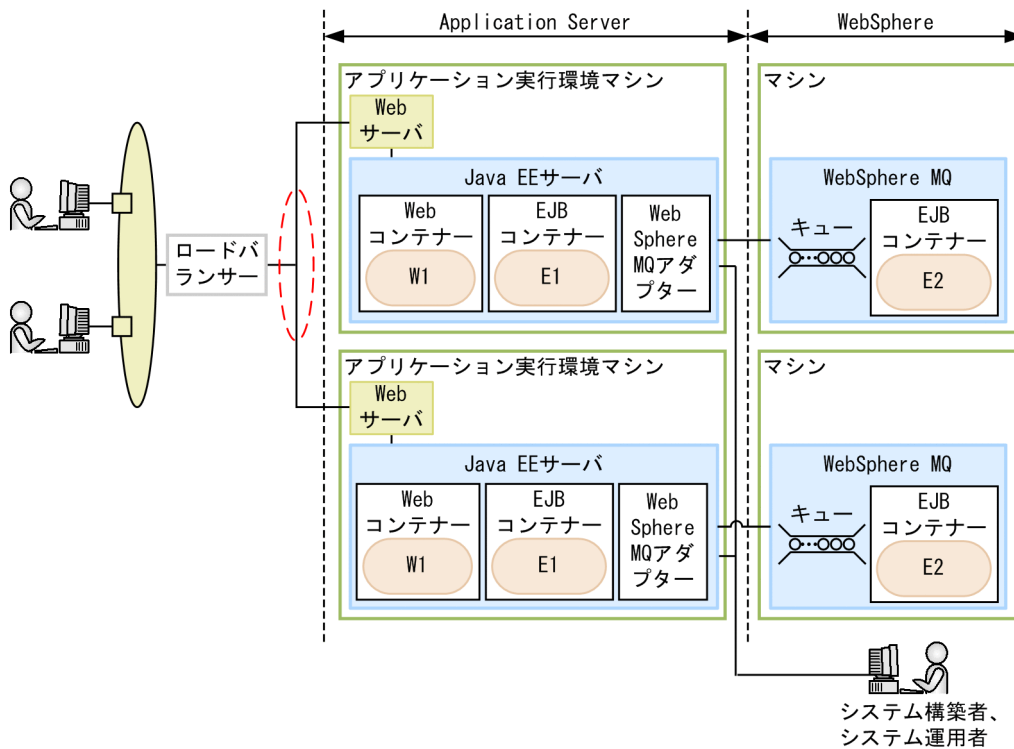 Application Server
WebSphere
アプリケーション実行環境マシン
Web
サーバ
Java EEサーバ
Web
コンテナー
W1
EJB
コンテナー
E1
Web
Sphere
MQアダ
プター
マシン
WebSphere MQ
キュー
EJB
コンテナー
E2
ロードバ
ランサー
アプリケーション実行環境マシン
Web
サーバ
Java EEサーバ
Web
コンテナー
W1
EJB
コンテナー
E1
Web
Sphere
MQアダ
プター
マシン
WebSphere MQ
キュー
EJB
コンテナー
E2
システム構築者、
システム運用者